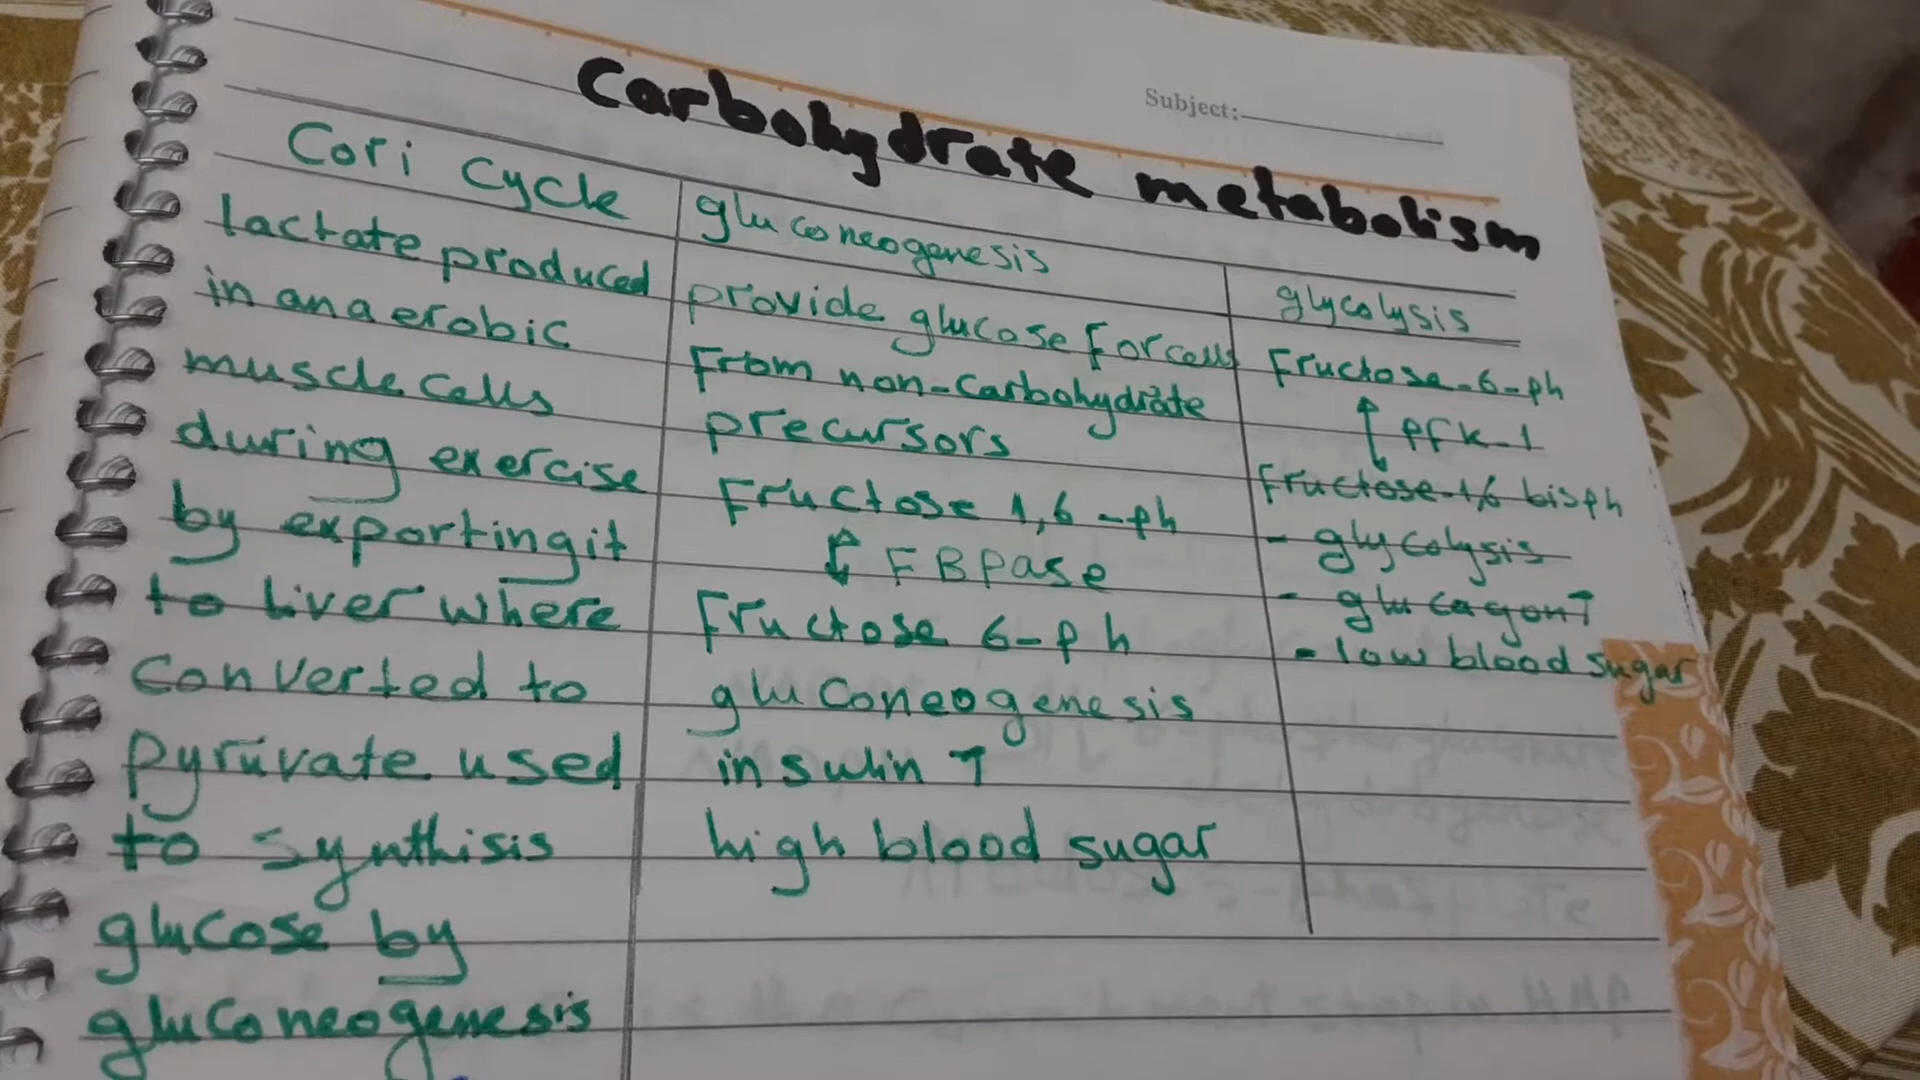 Subject:
Carbohydrate metabolism
Cori cycle
lactate produced
in anaerobic
muscle cells
during exercise
by exporting it
to liver where
converted to
pyruvate used
to synthisis
glucose by
gluconeogenesis
gluconeogenesis
provide glucose for cells
From non-carbohydrate
precursors
Fructose 1,6-ph
↕ FBPase
Fructose 6-ph
gluconeogenesis
insulin ↑
high blood sugar
glycolysis
Fructose-6-ph
↕ PFK-1
fructose-1,6 bisph
- glycolysis
- glucagon↑
- low blood sugar